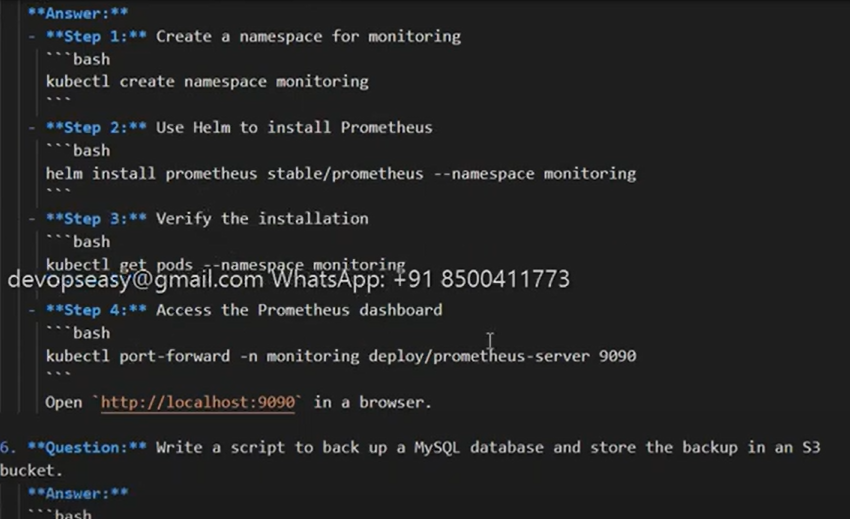 **Answer:**
- **Step 1:** Create a namespace for monitoring
```bash
kubectl create namespace monitoring
```
- **Step 2:** Use Helm to install Prometheus
```bash
helm install prometheus stable/prometheus --namespace monitoring
```
- **Step 3:** Verify the installation
```bash
kubectl get pods --namespace monitoring
devopseasy@gmail.com WhatsApp: +91 8500411773
- **Step 4:** Access the Prometheus dashboard
```bash
kubectl port-forward -n monitoring deploy/prometheus-server 9090
```
Open `http://localhost:9090` in a browser.
6. **Question:** Write a script to back up a MySQL database and store the backup in an S3
bucket.
**Answer:**
```bash